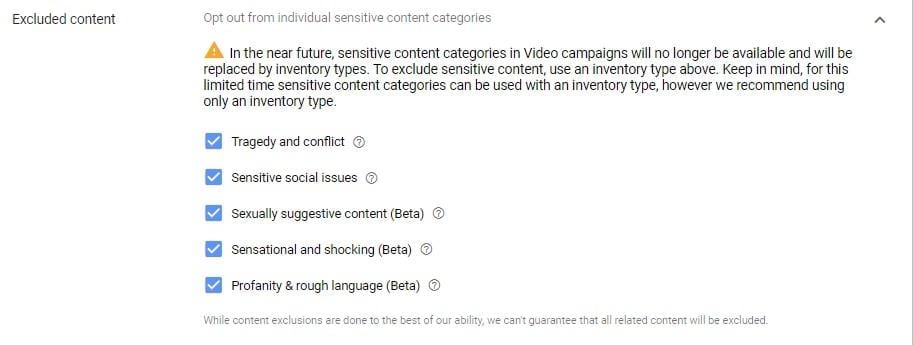 Excluded content
Opt out from individual sensitive content categories
In the near future, sensitive content categories in Video campaigns will no longer be available and will be
replaced by inventory types. To exclude sensitive content, use an inventory type above. Keep in mind, for this
limited time sensitive content categories can be used with an inventory type, however we recommend using
only an inventory type.
Tragedy and conflict
Sensitive social issues
Sexually suggestive content (Beta)
Sensational and shocking (Beta)
Profanity & rough language (Beta)
While content exclusions are done to the best of our ability, we can't guarantee that all related content will be excluded.